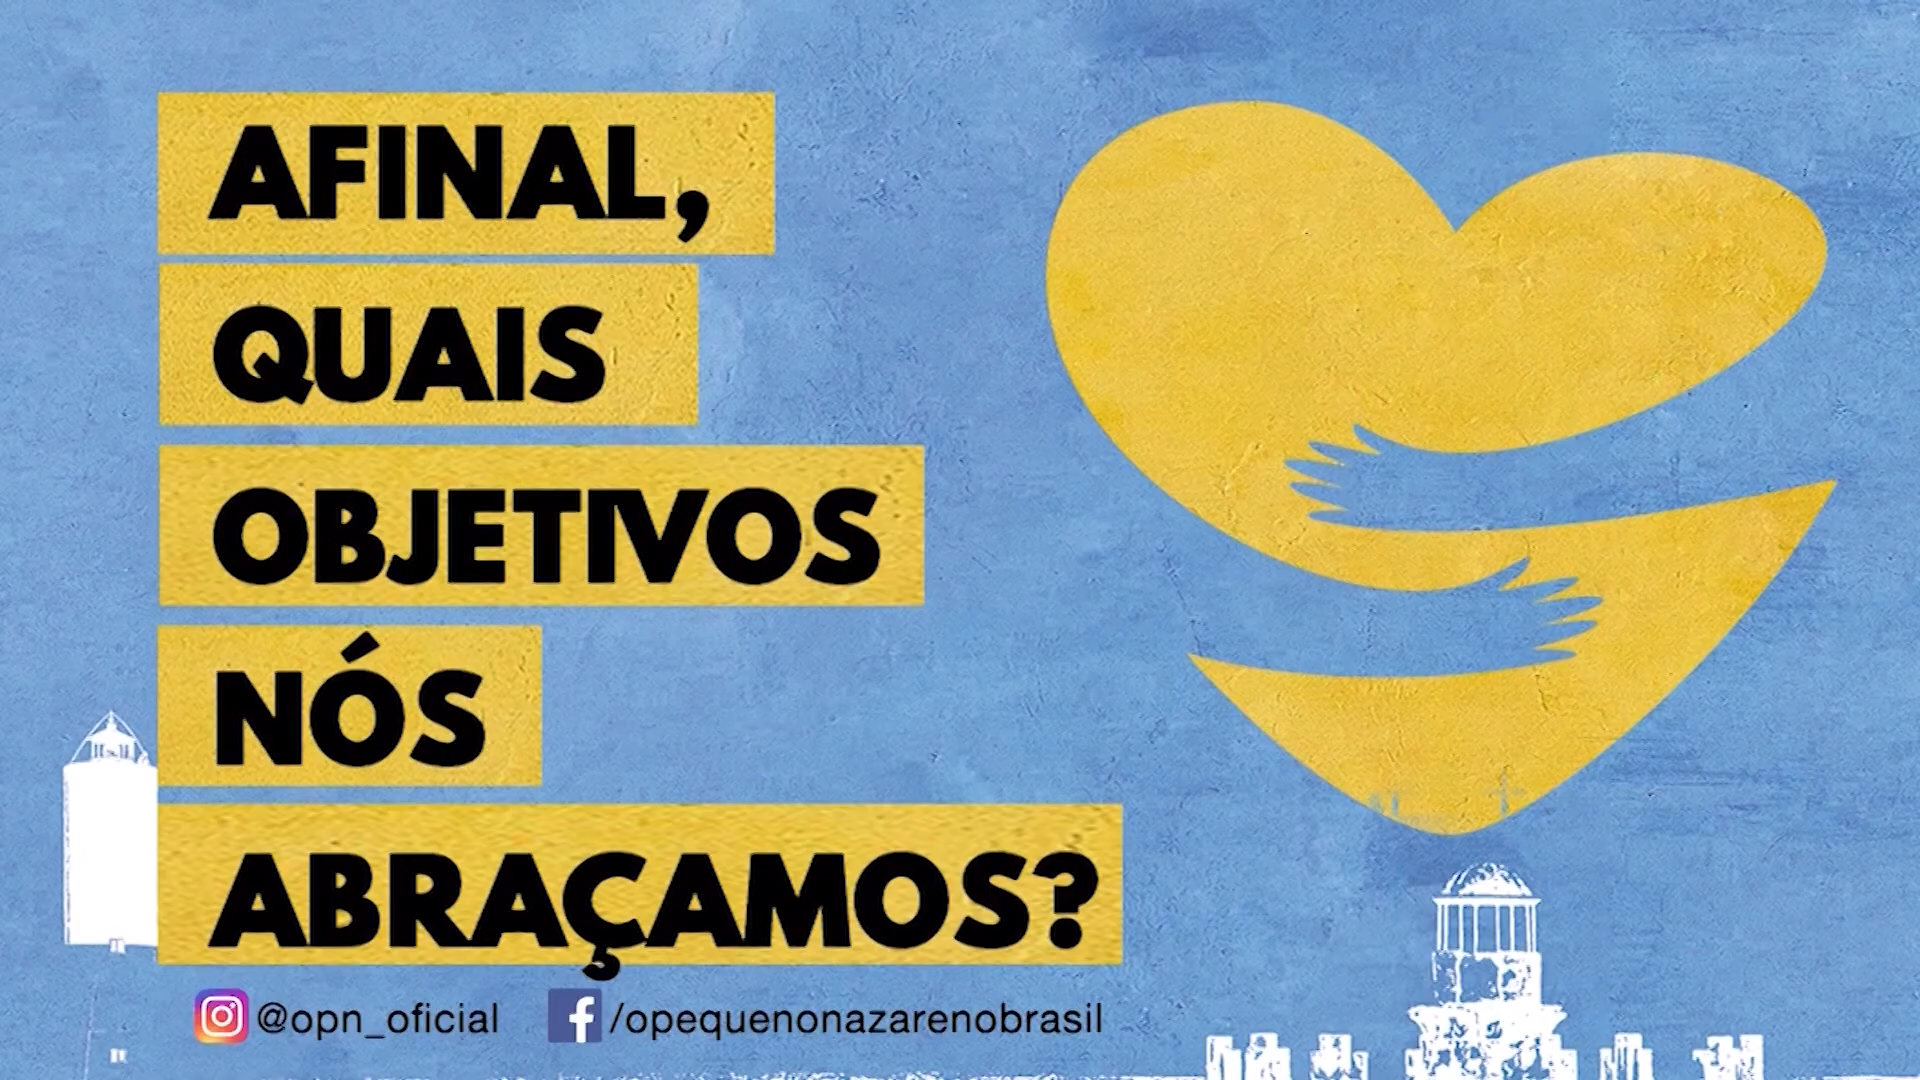 AFINAL,
QUAIS
OBJETIVOS
NÓS
ABRAÇAMOS?
@opn_oficial /opequenonazarenobrasil